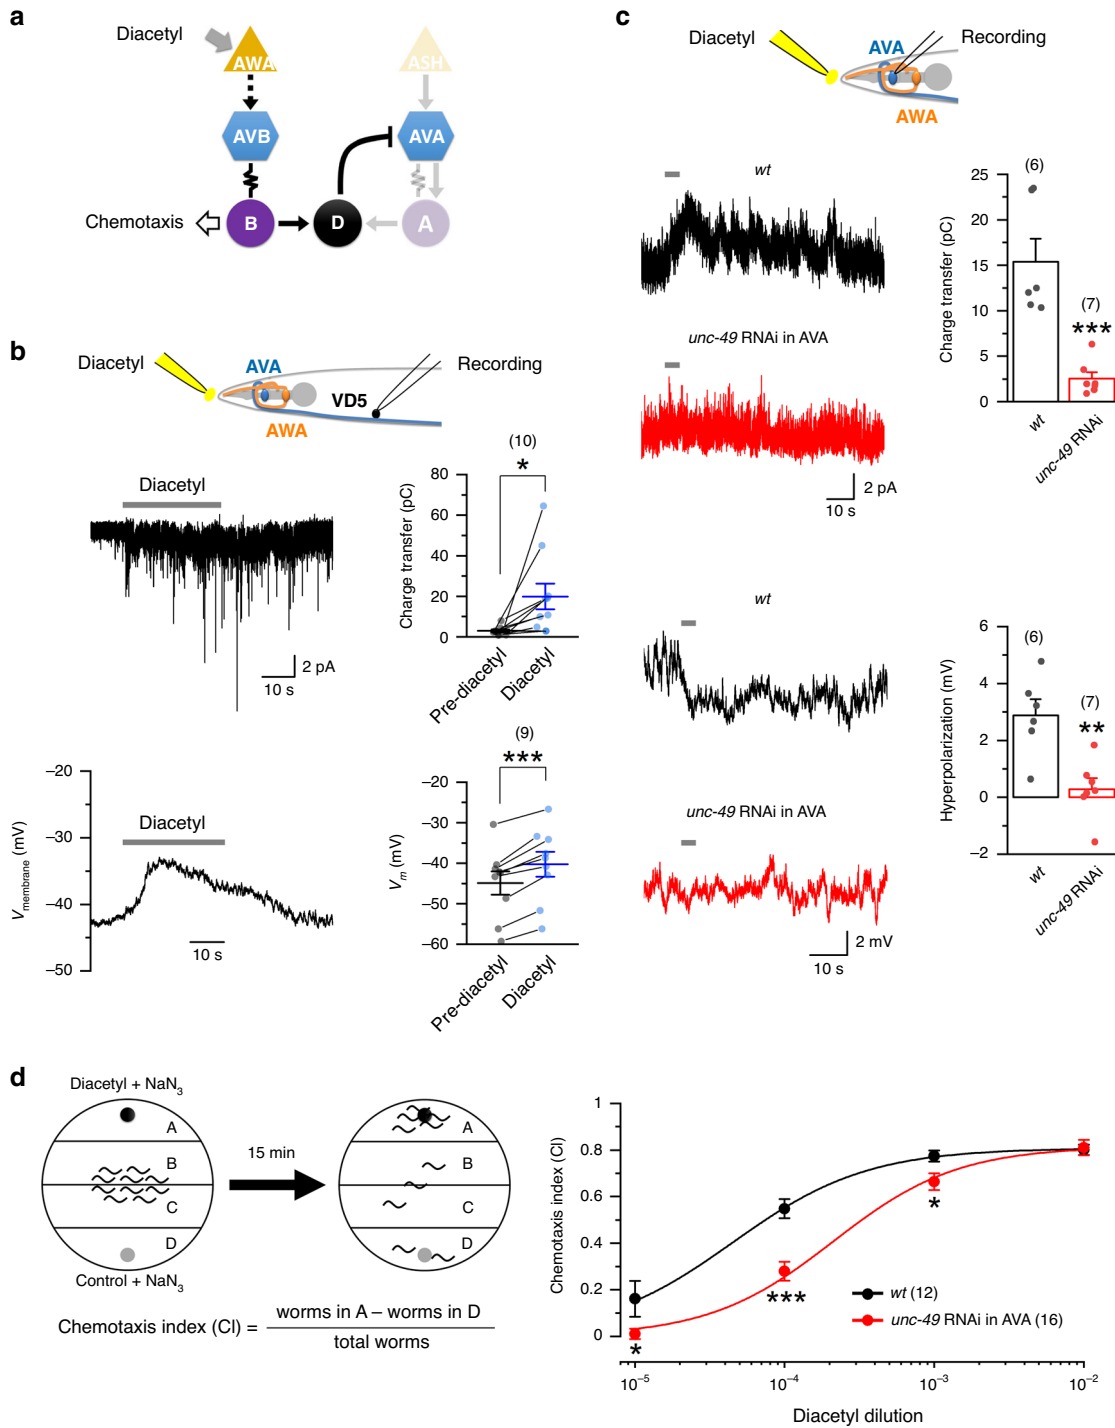 a
Diacetyl
AWA
ASH
AVB
AVA
Chemotaxis
B
D
A
b
Diacetyl
AVA
VD5
AWA
Recording
Diacetyl
2 pA
10 s
(10)
*
Charge transfer (pC)
80
60
40
20
0
Pre-diacetyl
Diacetyl
Diacetyl
Vmembrane (mV)
–20
–30
–40
–50
10 s
(9)
***
Vm (mV)
–20
–30
–40
–50
–60
Pre-diacetyl
Diacetyl
c
Diacetyl
AVA
Recording
AWA
wt
unc-49 RNAi in AVA
2 pA
10 s
(6)
(7)
***
Charge transfer (pC)
25
20
15
10
5
0
wt
unc-49 RNAi
wt
unc-49 RNAi in AVA
2 mV
10 s
(6)
(7)
**
Hyperpolarization (mV)
6
4
2
0
–2
wt
unc-49 RNAi
d
Diacetyl + NaN3
A
B
C
D
Control + NaN3
15 min
A
B
C
D
Chemotaxis index (CI) = worms in A – worms in D
total worms
Chemotaxis index (CI)
1
0.8
0.6
0.4
0.2
0
*
***
*
wt (12)
unc-49 RNAi in AVA (16)
10⁻⁵
10⁻⁴
10⁻³
10⁻²
Diacetyl dilution